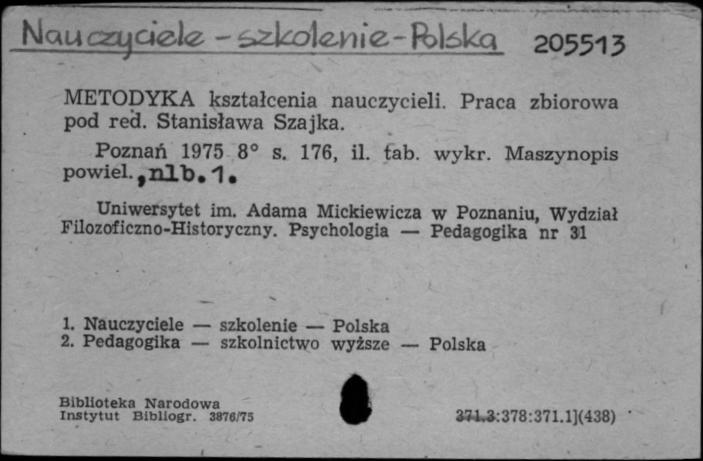 Nauczyciele - szkolenie - Polska 205513
METODYKA kształcenia nauczycieli. Praca zbiorowa
pod red. Stanisława Szajka.
Poznań 1975 8° s. 176, il. tab. wykr. Maszynopis
powiel., nlb. 1.
Uniwersytet im. Adama Mickiewicza w Poznaniu, Wydział
Filozoficzno-Historyczny. Psychologia — Pedagogika nr 31
1. Nauczyciele — szkolenie — Polska
2. Pedagogika — szkolnictwo wyższe — Polska
Biblioteka Narodowa
Instytut Bibliogr. 3876/75
371.3:378:371.1](438)